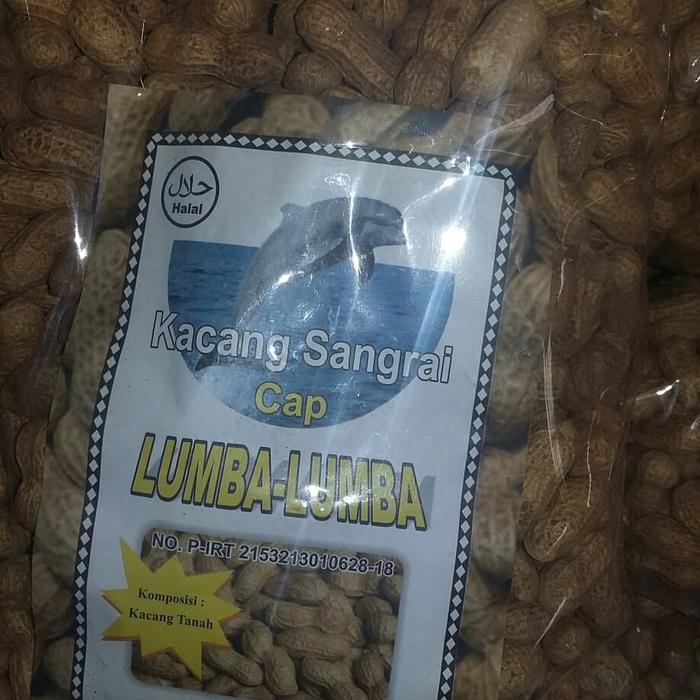 حلال
Halal
Kacang Sangrai
Cap
LUMBA-LUMBA
NO. P-IRT 2153213010628-18
Komposisi :
Kacang Tanah